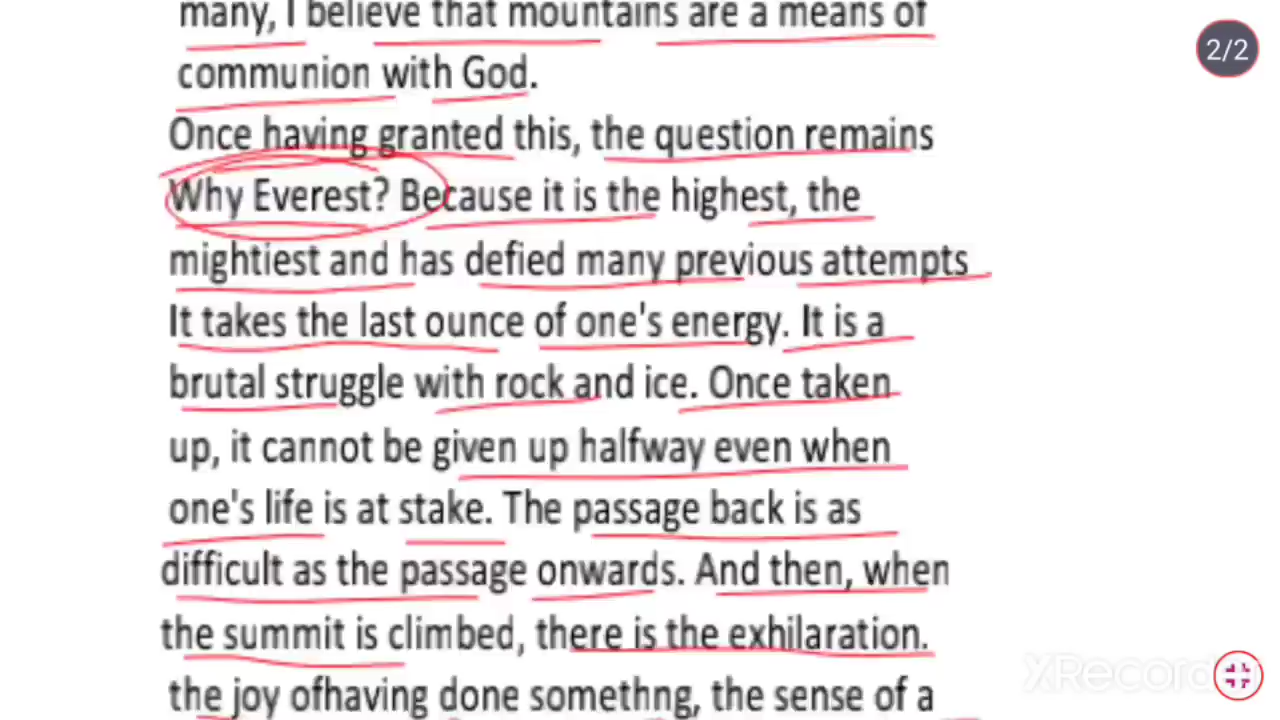 many, I believe that mountains are a means of
2/2
communion with God.
Once having granted this, the question remains
Why Everest? Because it is the highest, the
mightiest and has defied many previous attempts
It takes the last ounce of one's energy. It is a
brutal struggle with rock and ice. Once taken
up, it cannot be given up halfway even when
one's life is at stake. The passage back is as
difficult as the passage onwards. And then, when
the summit is climbed, there is the exhilaration.
the joy ofhaving done somethng, the sense of a